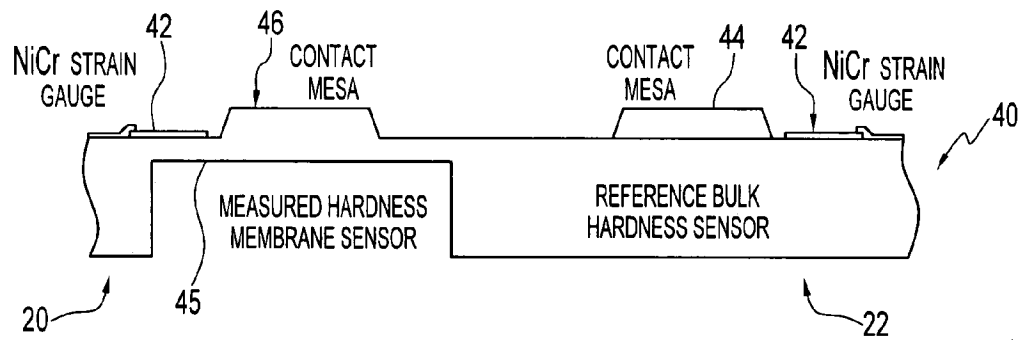 46
42
NiCr STRAIN
GAUGE
CONTACT
MESA
CONTACT
MESA
44
42
NiCr STRAIN
GAUGE
40
MEASURED HARDNESS
MEMBRANE SENSOR
REFERENCE BULK
HARDNESS SENSOR
20
45
22